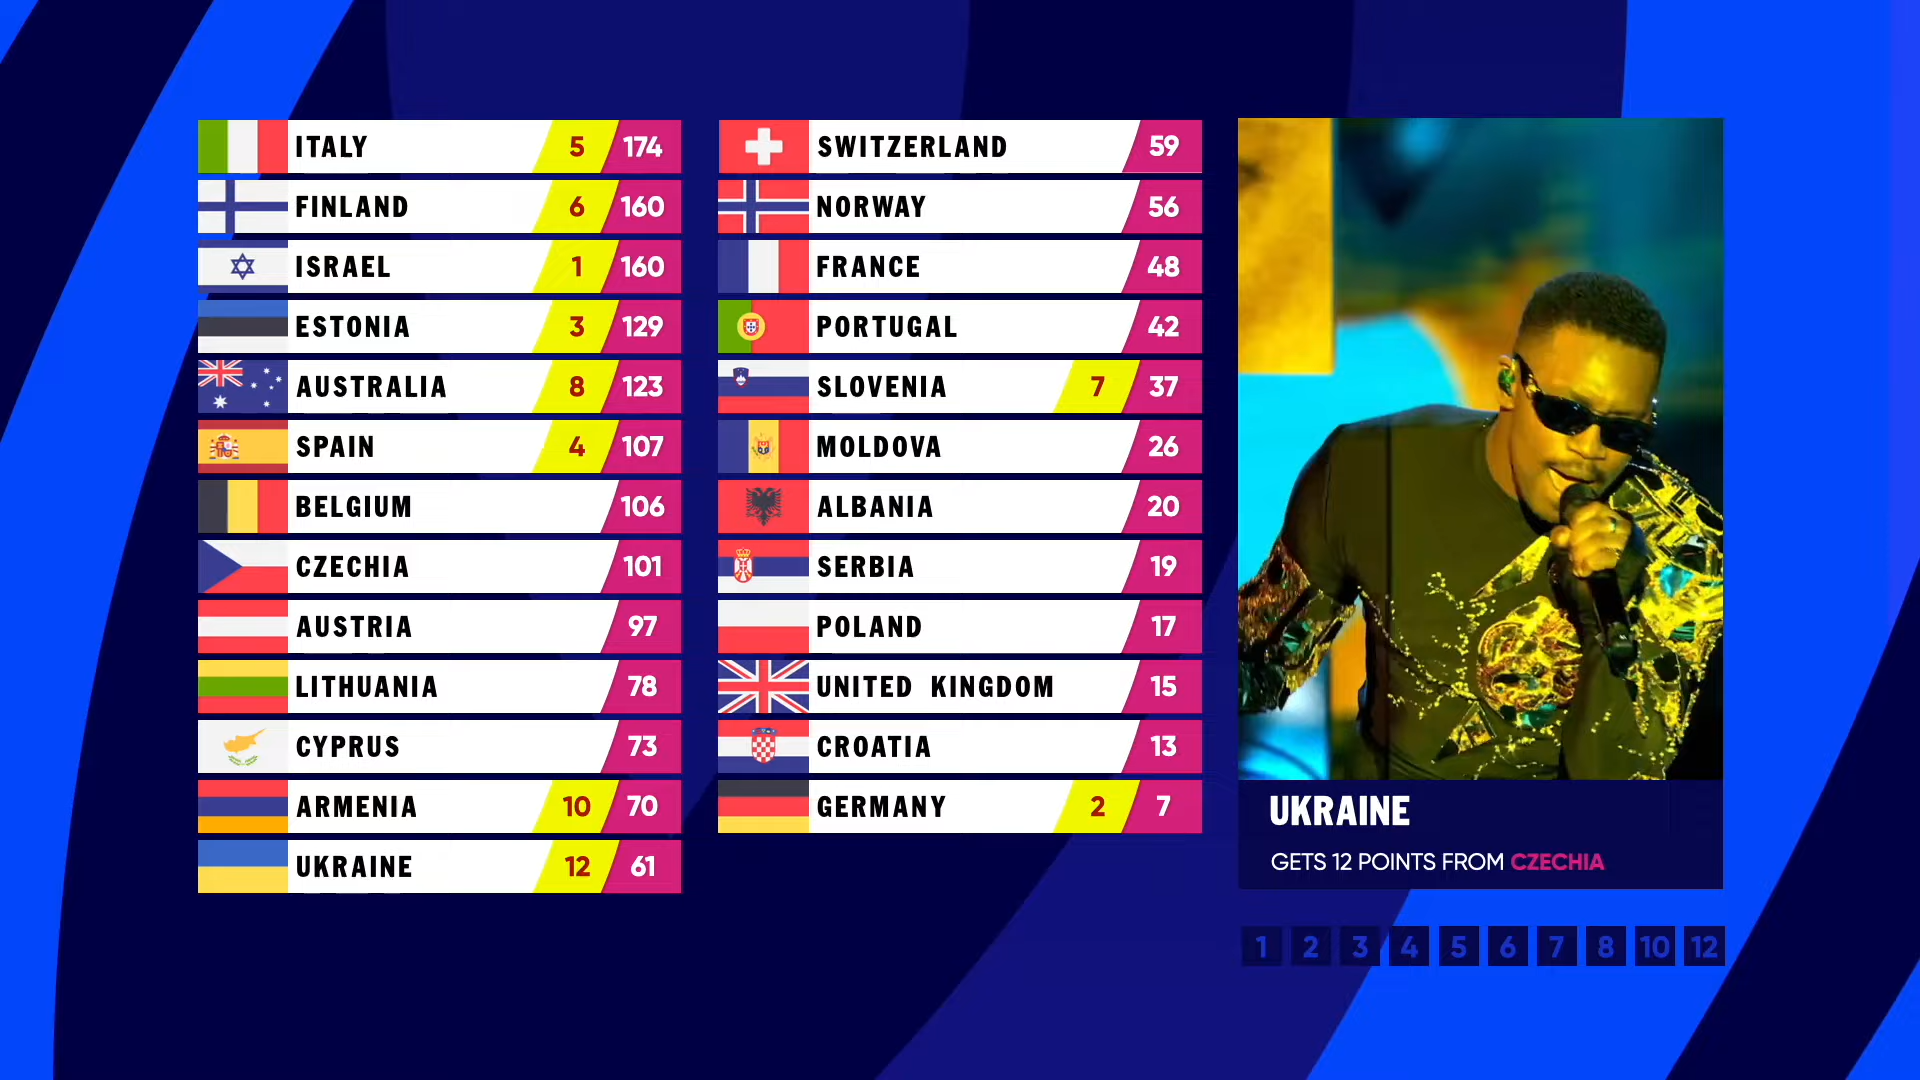 ITALY 5 174
FINLAND 6 160
ISRAEL 1 160
ESTONIA 3 129
AUSTRALIA 8 123
SPAIN 4 107
BELGIUM 106
CZECHIA 101
AUSTRIA 97
LITHUANIA 78
CYPRUS 73
ARMENIA 10 70
UKRAINE 12 61
SWITZERLAND 59
NORWAY 56
FRANCE 48
PORTUGAL 42
SLOVENIA 7 37
MOLDOVA 26
ALBANIA 20
SERBIA 19
POLAND 17
UNITED KINGDOM 15
CROATIA 13
GERMANY 2 7
UKRAINE
GETS 12 POINTS FROM CZECHIA
1 2 3 4 5 6 7 8 10 12